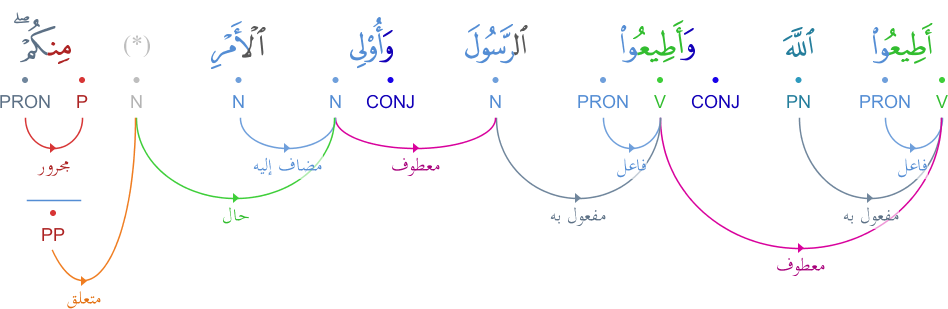 أَطِيعُوا۟ ٱللَّهَ وَأَطِيعُوا۟ ٱلرَّسُولَ وَأُو۟لِى ٱلْأَمْرِ (*) مِنكُمْ ۖ
V PRON PN CONJ V PRON N CONJ N N N P PRON
فاعل فاعل معطوف مضاف إليه مجرور
مفعول به مفعول به حال
PP
معطوف
متعلق